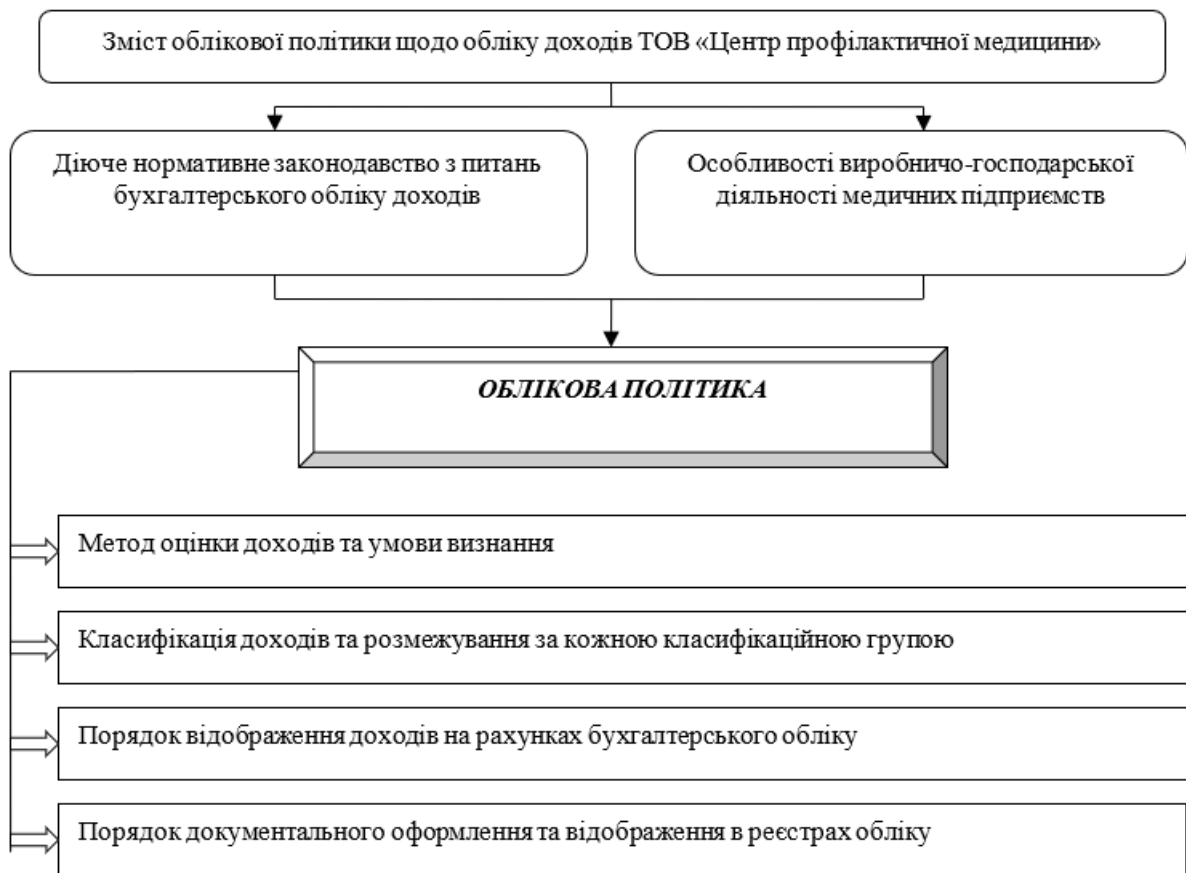 Зміст облікової політики щодо обліку доходів ТОВ «Центр профілактичної медицини»
Діюче нормативне законодавство з питань
бухгалтерського обліку доходів
Особливості виробничо-господарської
діяльності медичних підприємств
ОБЛІКОВА ПОЛІТИКА
Метод оцінки доходів та умови визнання
Класифікація доходів та розмежування за кожною класифікаційною групою
Порядок відображення доходів на рахунках бухгалтерського обліку
Порядок документального оформлення та відображення в реєстрах обліку